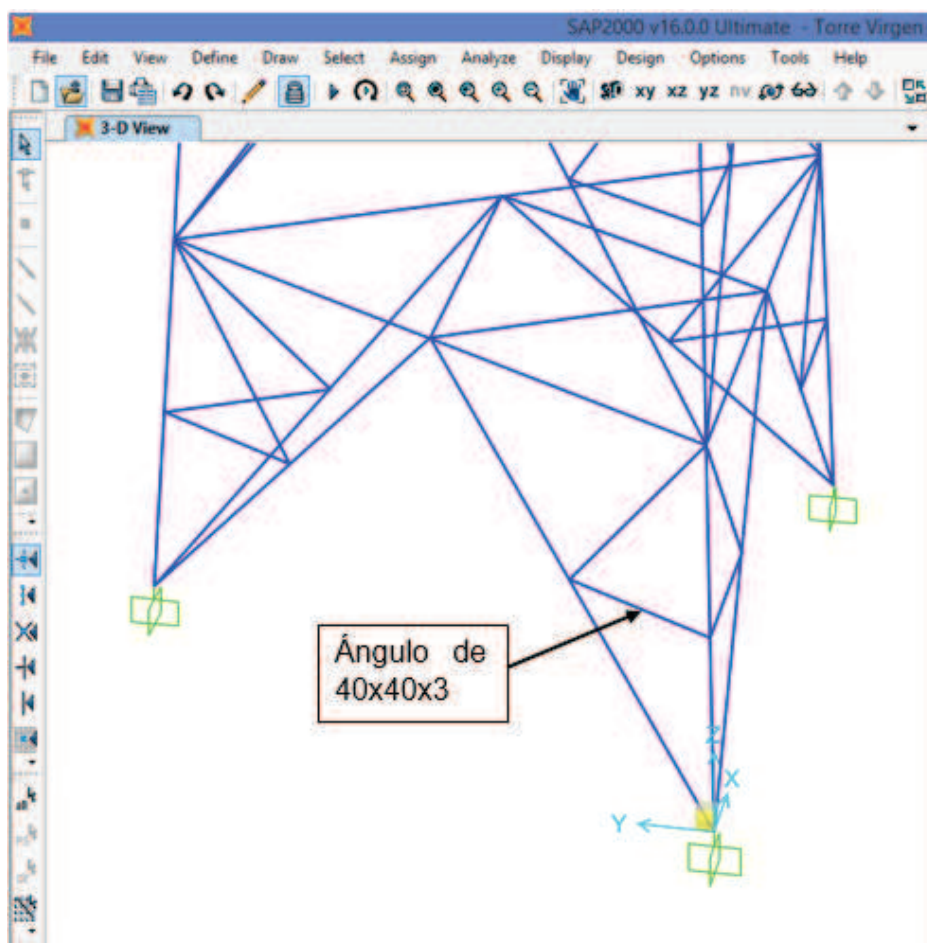 SAP2000 v16.0.0 Ultimate - Torre Virgen
File Edit View Define Draw Select Assign Analyze Display Design Options Tools Help
xy xz yz nv
3-D View
Ángulo de
40x40x3
Z
X
Y